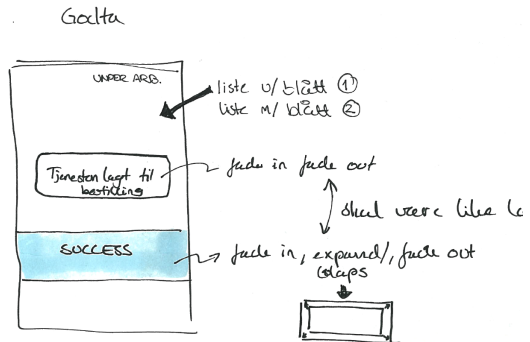 Godta
UNDER ARB.
liste u/ blått ①
liste m/ blått ②
Tjenesten lagt til
bestilling
fade in fade out
skal være like
SUCCESS
fade in, expand/, fade out